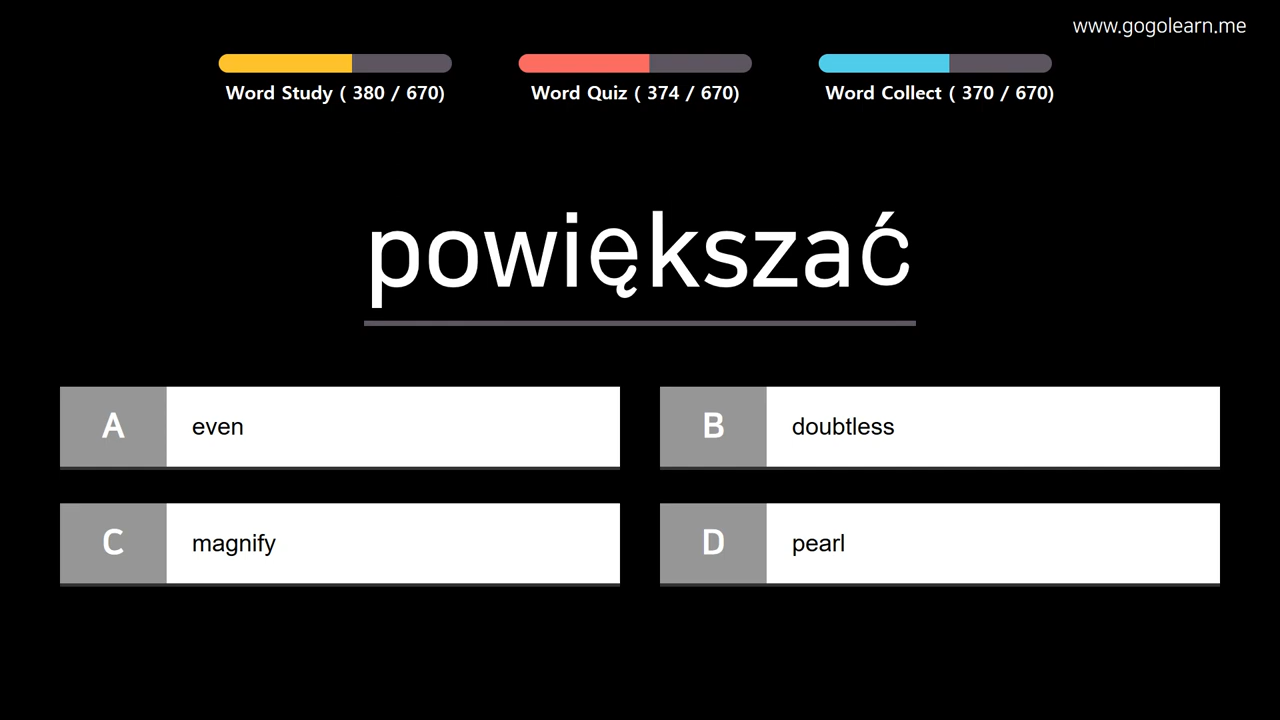 www.gogolearn.me
Word Study ( 380 / 670)
Word Quiz ( 374 / 670)
Word Collect ( 370 / 670)
powiększać
A even
B doubtless
C magnify
D pearl